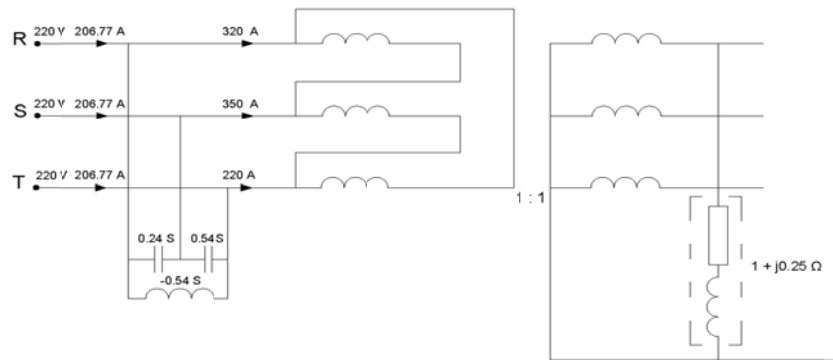 R 220 V 206.77 A 320 A
S 220 V 206.77 A 350 A
T 220 V 206.77 A 220 A
1 : 1
0.24 S 0.54 S
-0.54 S
1 + j0.25 Ω